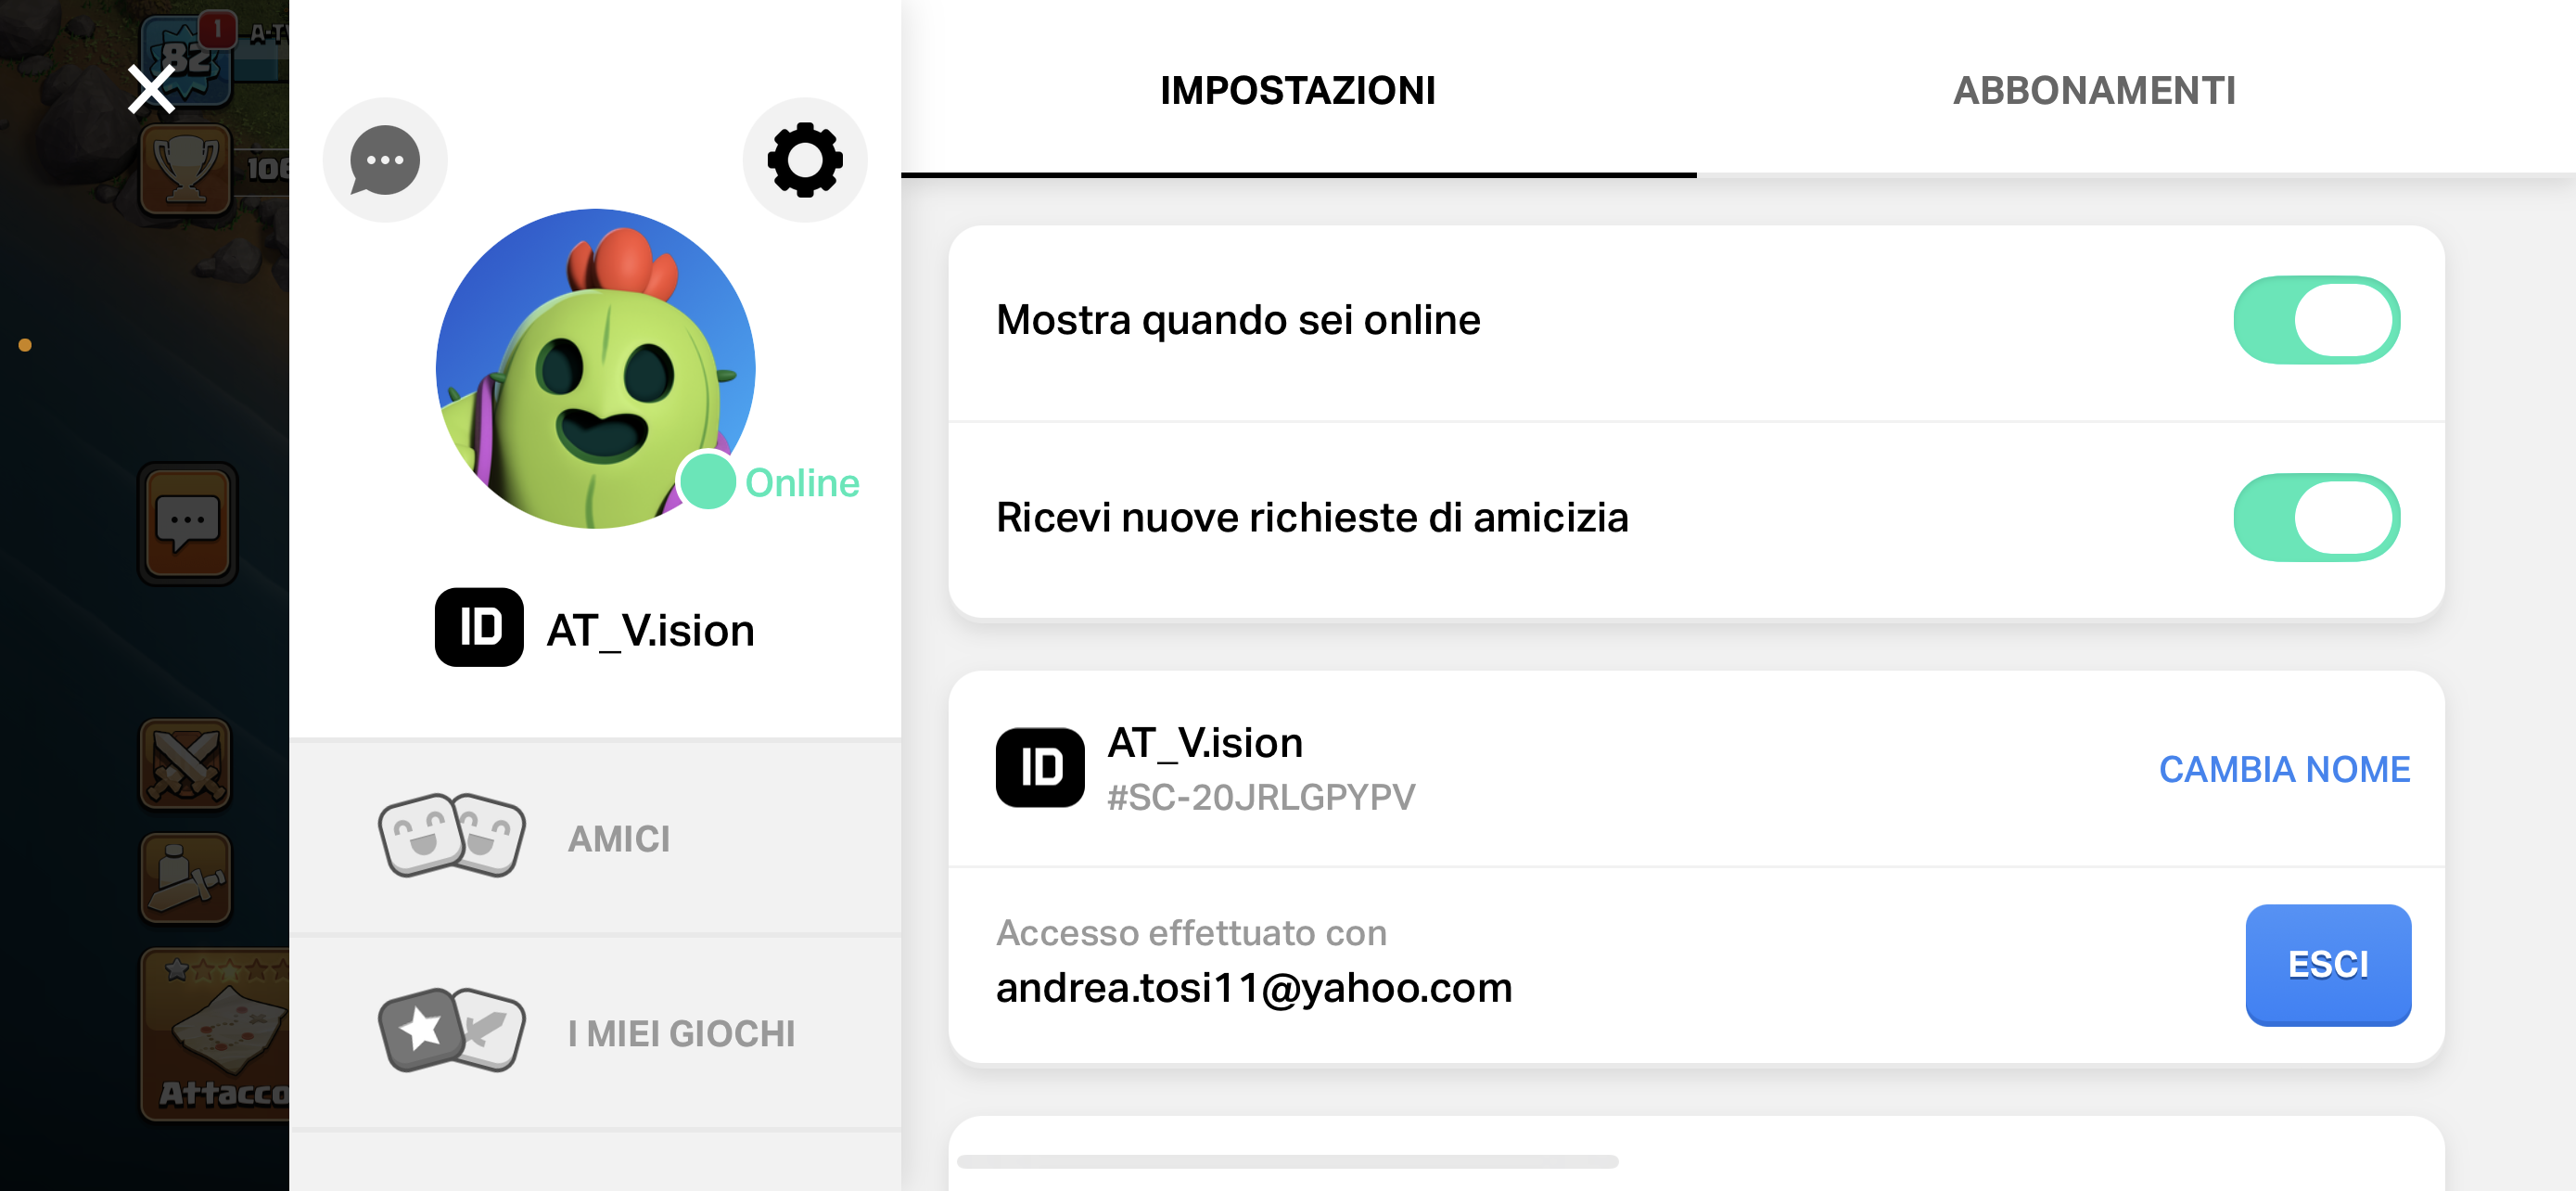 1
82
106
Attacco
Online
ID AT_V.ision
AMICI
I MIEI GIOCHI
IMPOSTAZIONI
ABBONAMENTI
Mostra quando sei online
Ricevi nuove richieste di amicizia
ID AT_V.ision
#SC-20JRLGPYPV
CAMBIA NOME
Accesso effettuato con
andrea.tosi11@yahoo.com
ESCI